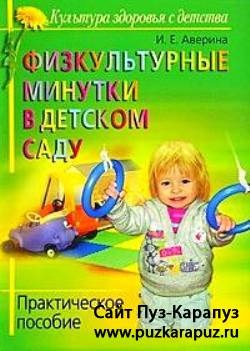 Культура здоровья с детства
И. Е. Аверина
ФИЗКУЛЬТУРНЫЕ
МИНУТКИ
В ДЕТСКОМ
САДУ
Практическое
пособие
Сайт Пуз-Карапуз
www.puzkarapuz.ru